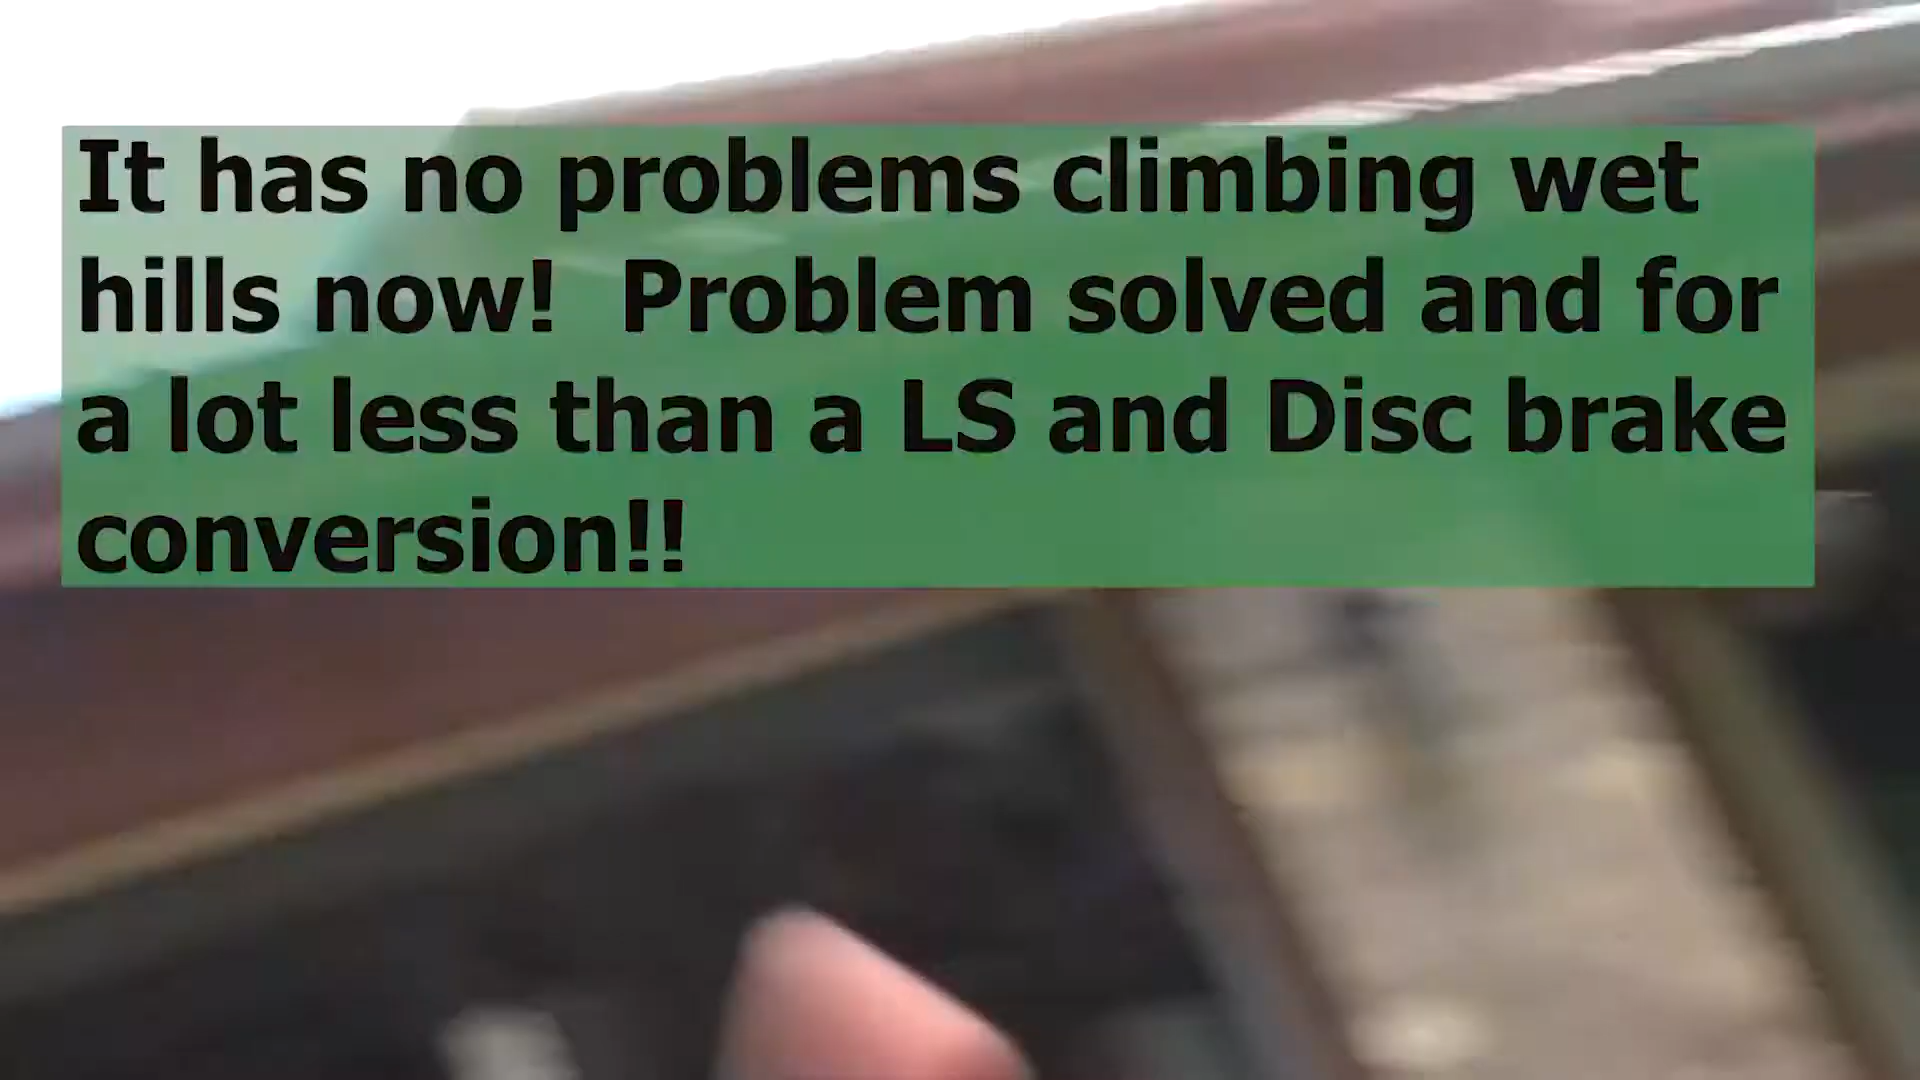 It has no problems climbing wet
hills now!  Problem solved and for
a lot less than a LS and Disc brake
conversion!!